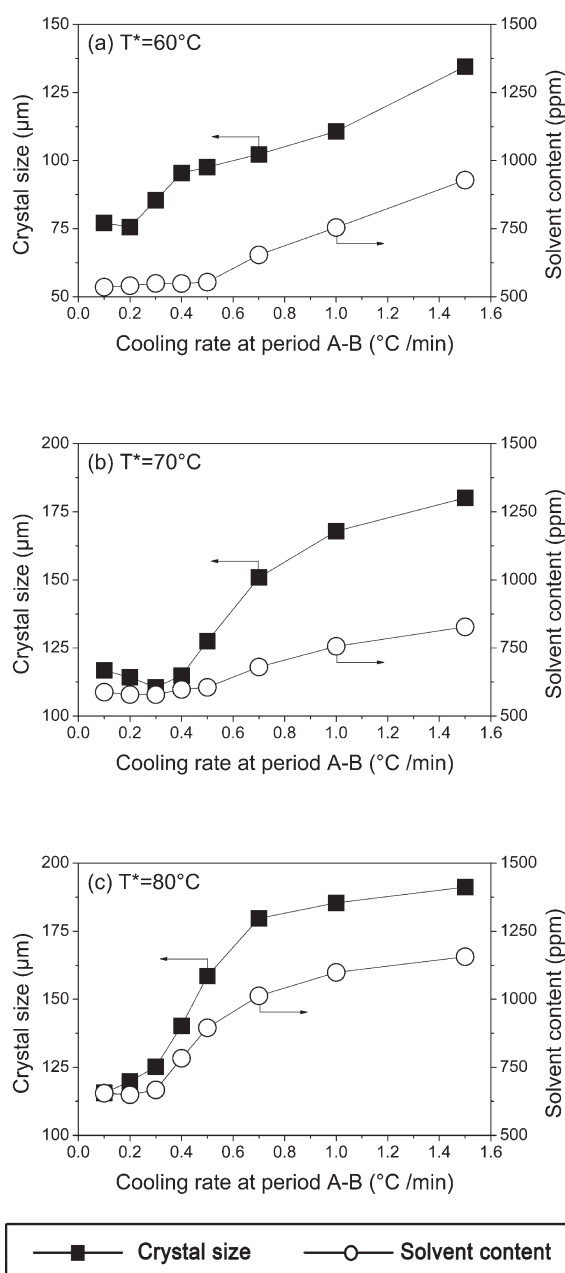 (a) T*=60°C
Crystal size (µm)
150
125
100
75
50
Solvent content (ppm)
1500
1250
1000
750
500
0.0 0.2 0.4 0.6 0.8 1.0 1.2 1.4 1.6
Cooling rate at period A-B (°C /min)
(b) T*=70°C
Crystal size (µm)
200
175
150
125
100
Solvent content (ppm)
1500
1250
1000
750
500
0.0 0.2 0.4 0.6 0.8 1.0 1.2 1.4 1.6
Cooling rate at period A-B (°C /min)
(c) T*=80°C
Crystal size (µm)
200
175
150
125
100
Solvent content (ppm)
1500
1250
1000
750
500
0.0 0.2 0.4 0.6 0.8 1.0 1.2 1.4 1.6
Cooling rate at period A-B (°C /min)
Crystal size Solvent content